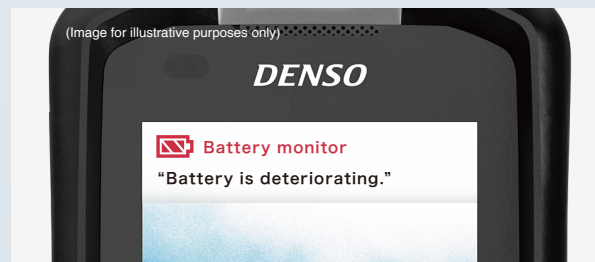 (Image for illustrative purposes only)
DENSO
Battery monitor
“Battery is deteriorating.”